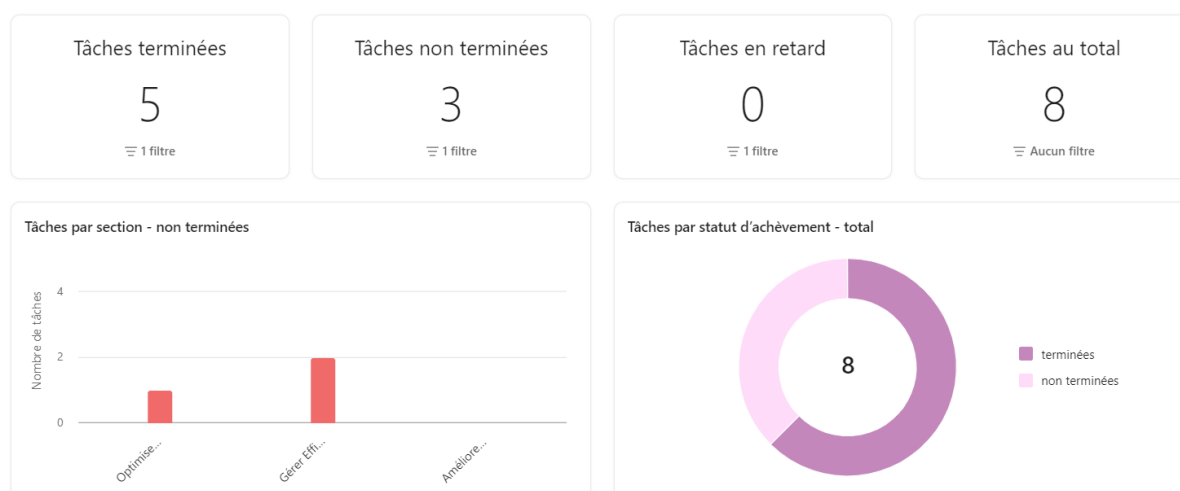 Tâches terminées
5
1 filtre
Tâches non terminées
3
1 filtre
Tâches en retard
0
1 filtre
Tâches au total
8
Aucun filtre
Tâches par section - non terminées
Nombre de tâches
4
2
0
Optimise...
Gérer Effi...
Améliore...
Tâches par statut d’achèvement - total
8
terminées
non terminées